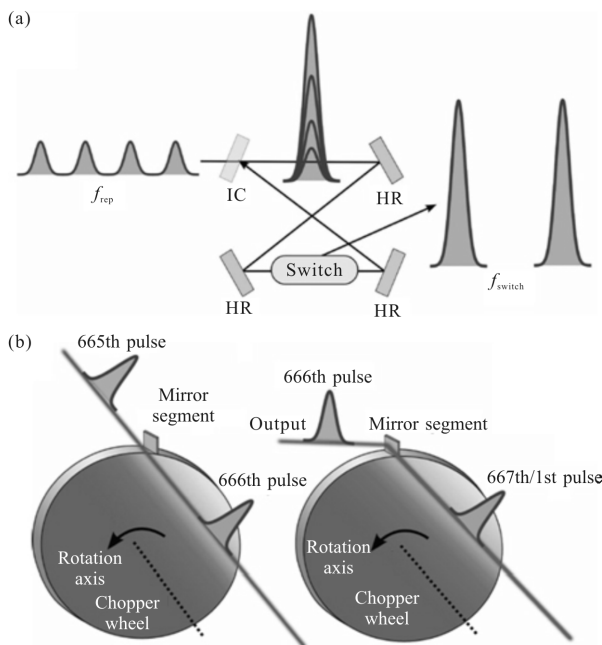 (a)
f_rep
IC
HR
HR
Switch
HR
f_switch
(b)
665th pulse
Mirror
segment
666th pulse
Rotation
axis
Chopper
wheel
666th pulse
Output
Mirror segment
667th/1st pulse
Rotation
axis
Chopper
wheel